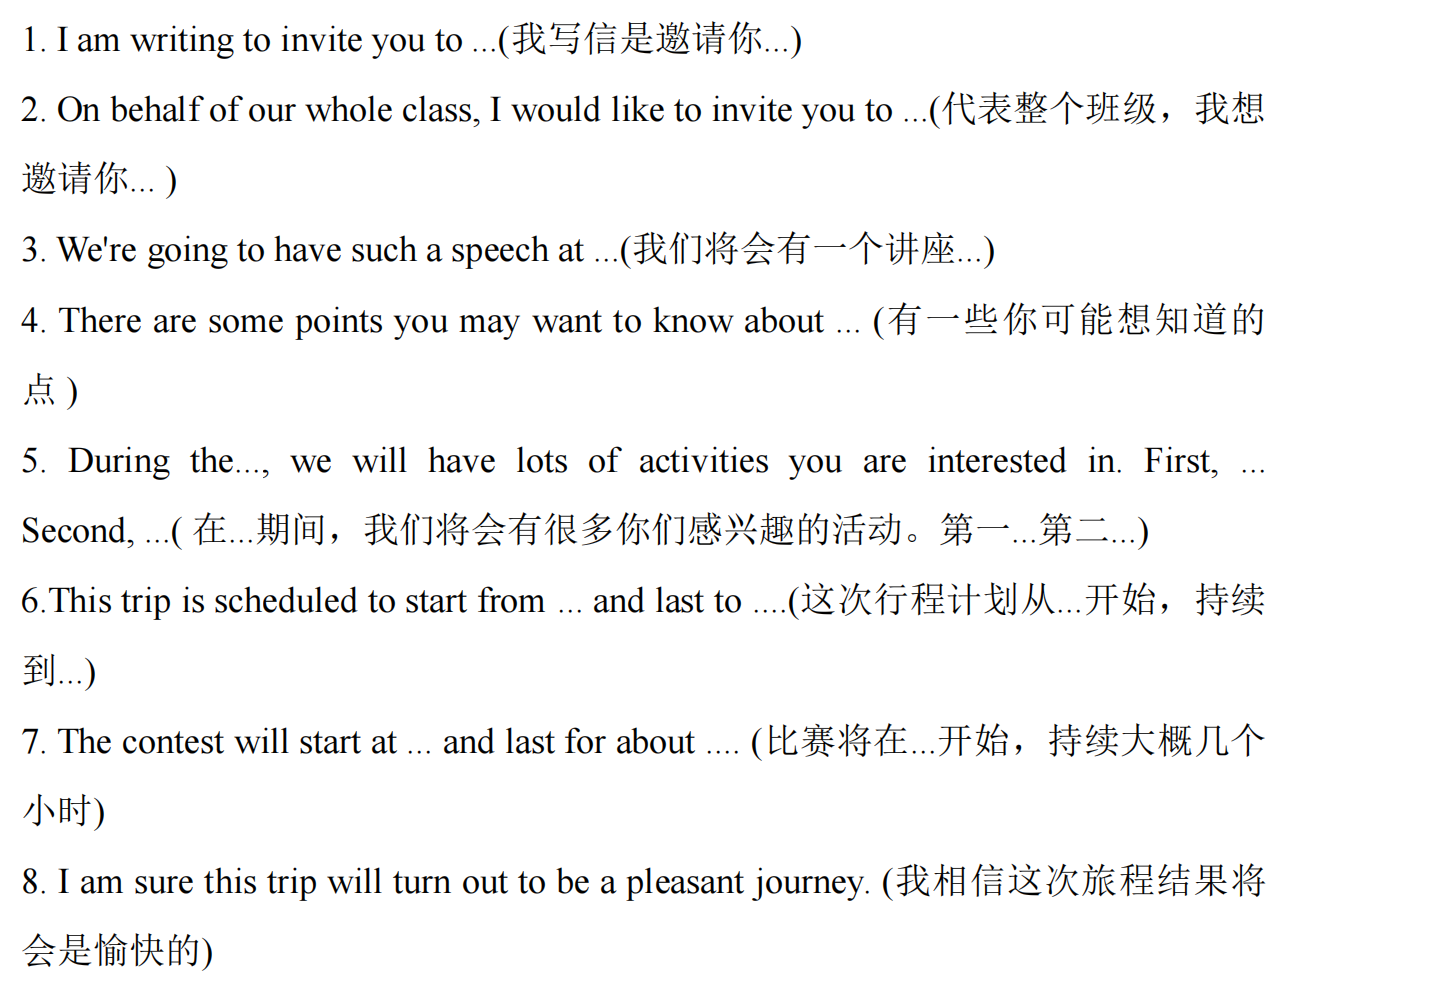 1. I am writing to invite you to ...(我写信是邀请你...)
2. On behalf of our whole class, I would like to invite you to ...(代表整个班级，我想
邀请你... )
3. We're going to have such a speech at ...(我们将会有一个讲座...)
4. There are some points you may want to know about ... (有一些你可能想知道的
点 )
5. During the..., we will have lots of activities you are interested in. First, ...
Second, ...( 在...期间，我们将会有很多你们感兴趣的活动。第一...第二...)
6.This trip is scheduled to start from ... and last to ....(这次行程计划从...开始，持续
到...)
7. The contest will start at ... and last for about .... (比赛将在...开始，持续大概几个
小时)
8. I am sure this trip will turn out to be a pleasant journey. (我相信这次旅程结果将
会是愉快的)